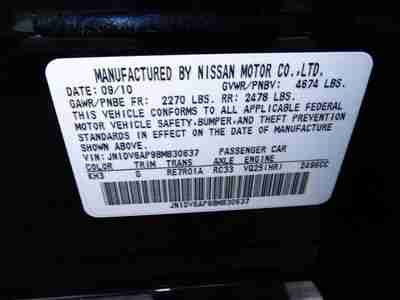 MANUFACTURED BY NISSAN MOTOR CO.,LTD.
DATE: 09/10 GVWR/PNBV: 4674 LBS.
GAWR/PNBE FR: 2270 LBS. RR: 2478 LBS.
THIS VEHICLE CONFORMS TO ALL APPLICABLE FEDERAL
MOTOR VEHICLE SAFETY,BUMPER,AND THEFT
STANDARDS IN EFFECT ON THE DATE OF MANUFACTURE
SHOWN ABOVE.
VIN: JN1DV6AP9BM830637 PASSENGER CAR
COLOR TRIM TRANS AXLE ENGINE
KH3 G RE7R01A RC33 VQ25(HR) 2496CC
JN1DV6AP9BM830637